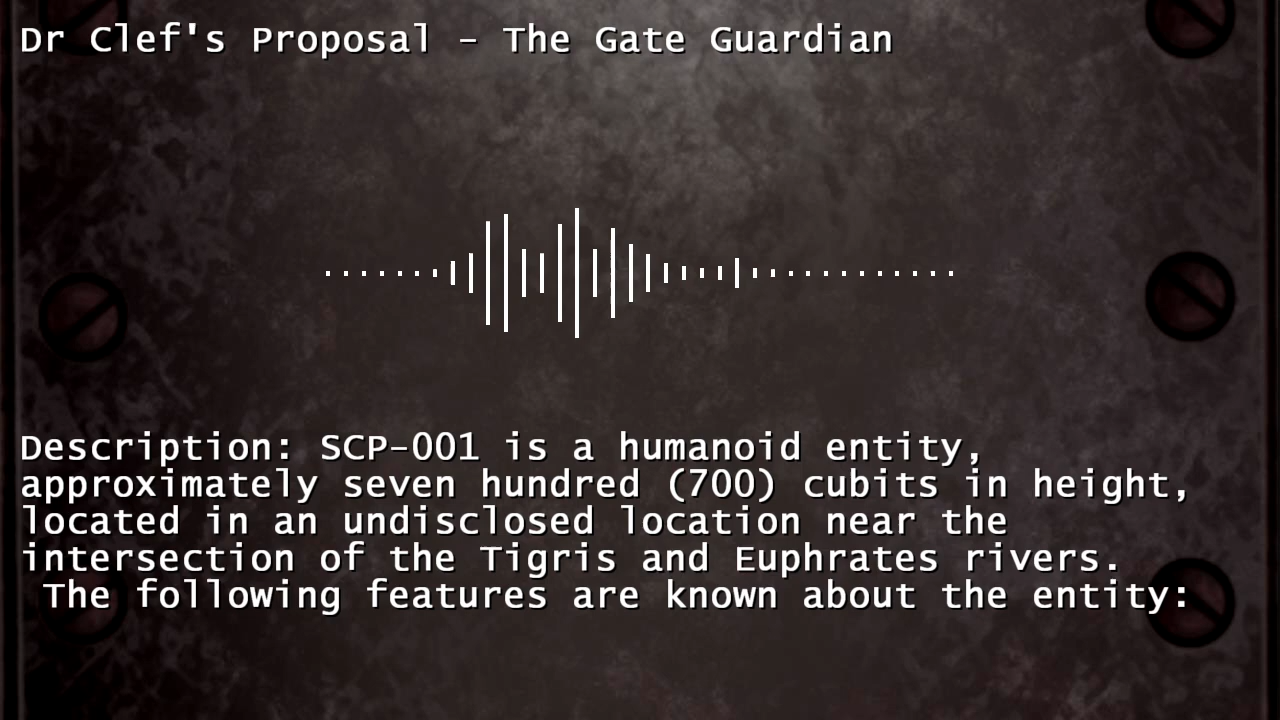 Dr Clef's Proposal - The Gate Guardian
Description: SCP-001 is a humanoid entity,
approximately seven hundred (700) cubits in height,
located in an undisclosed location near the
intersection of the Tigris and Euphrates rivers.
The following features are known about the entity: